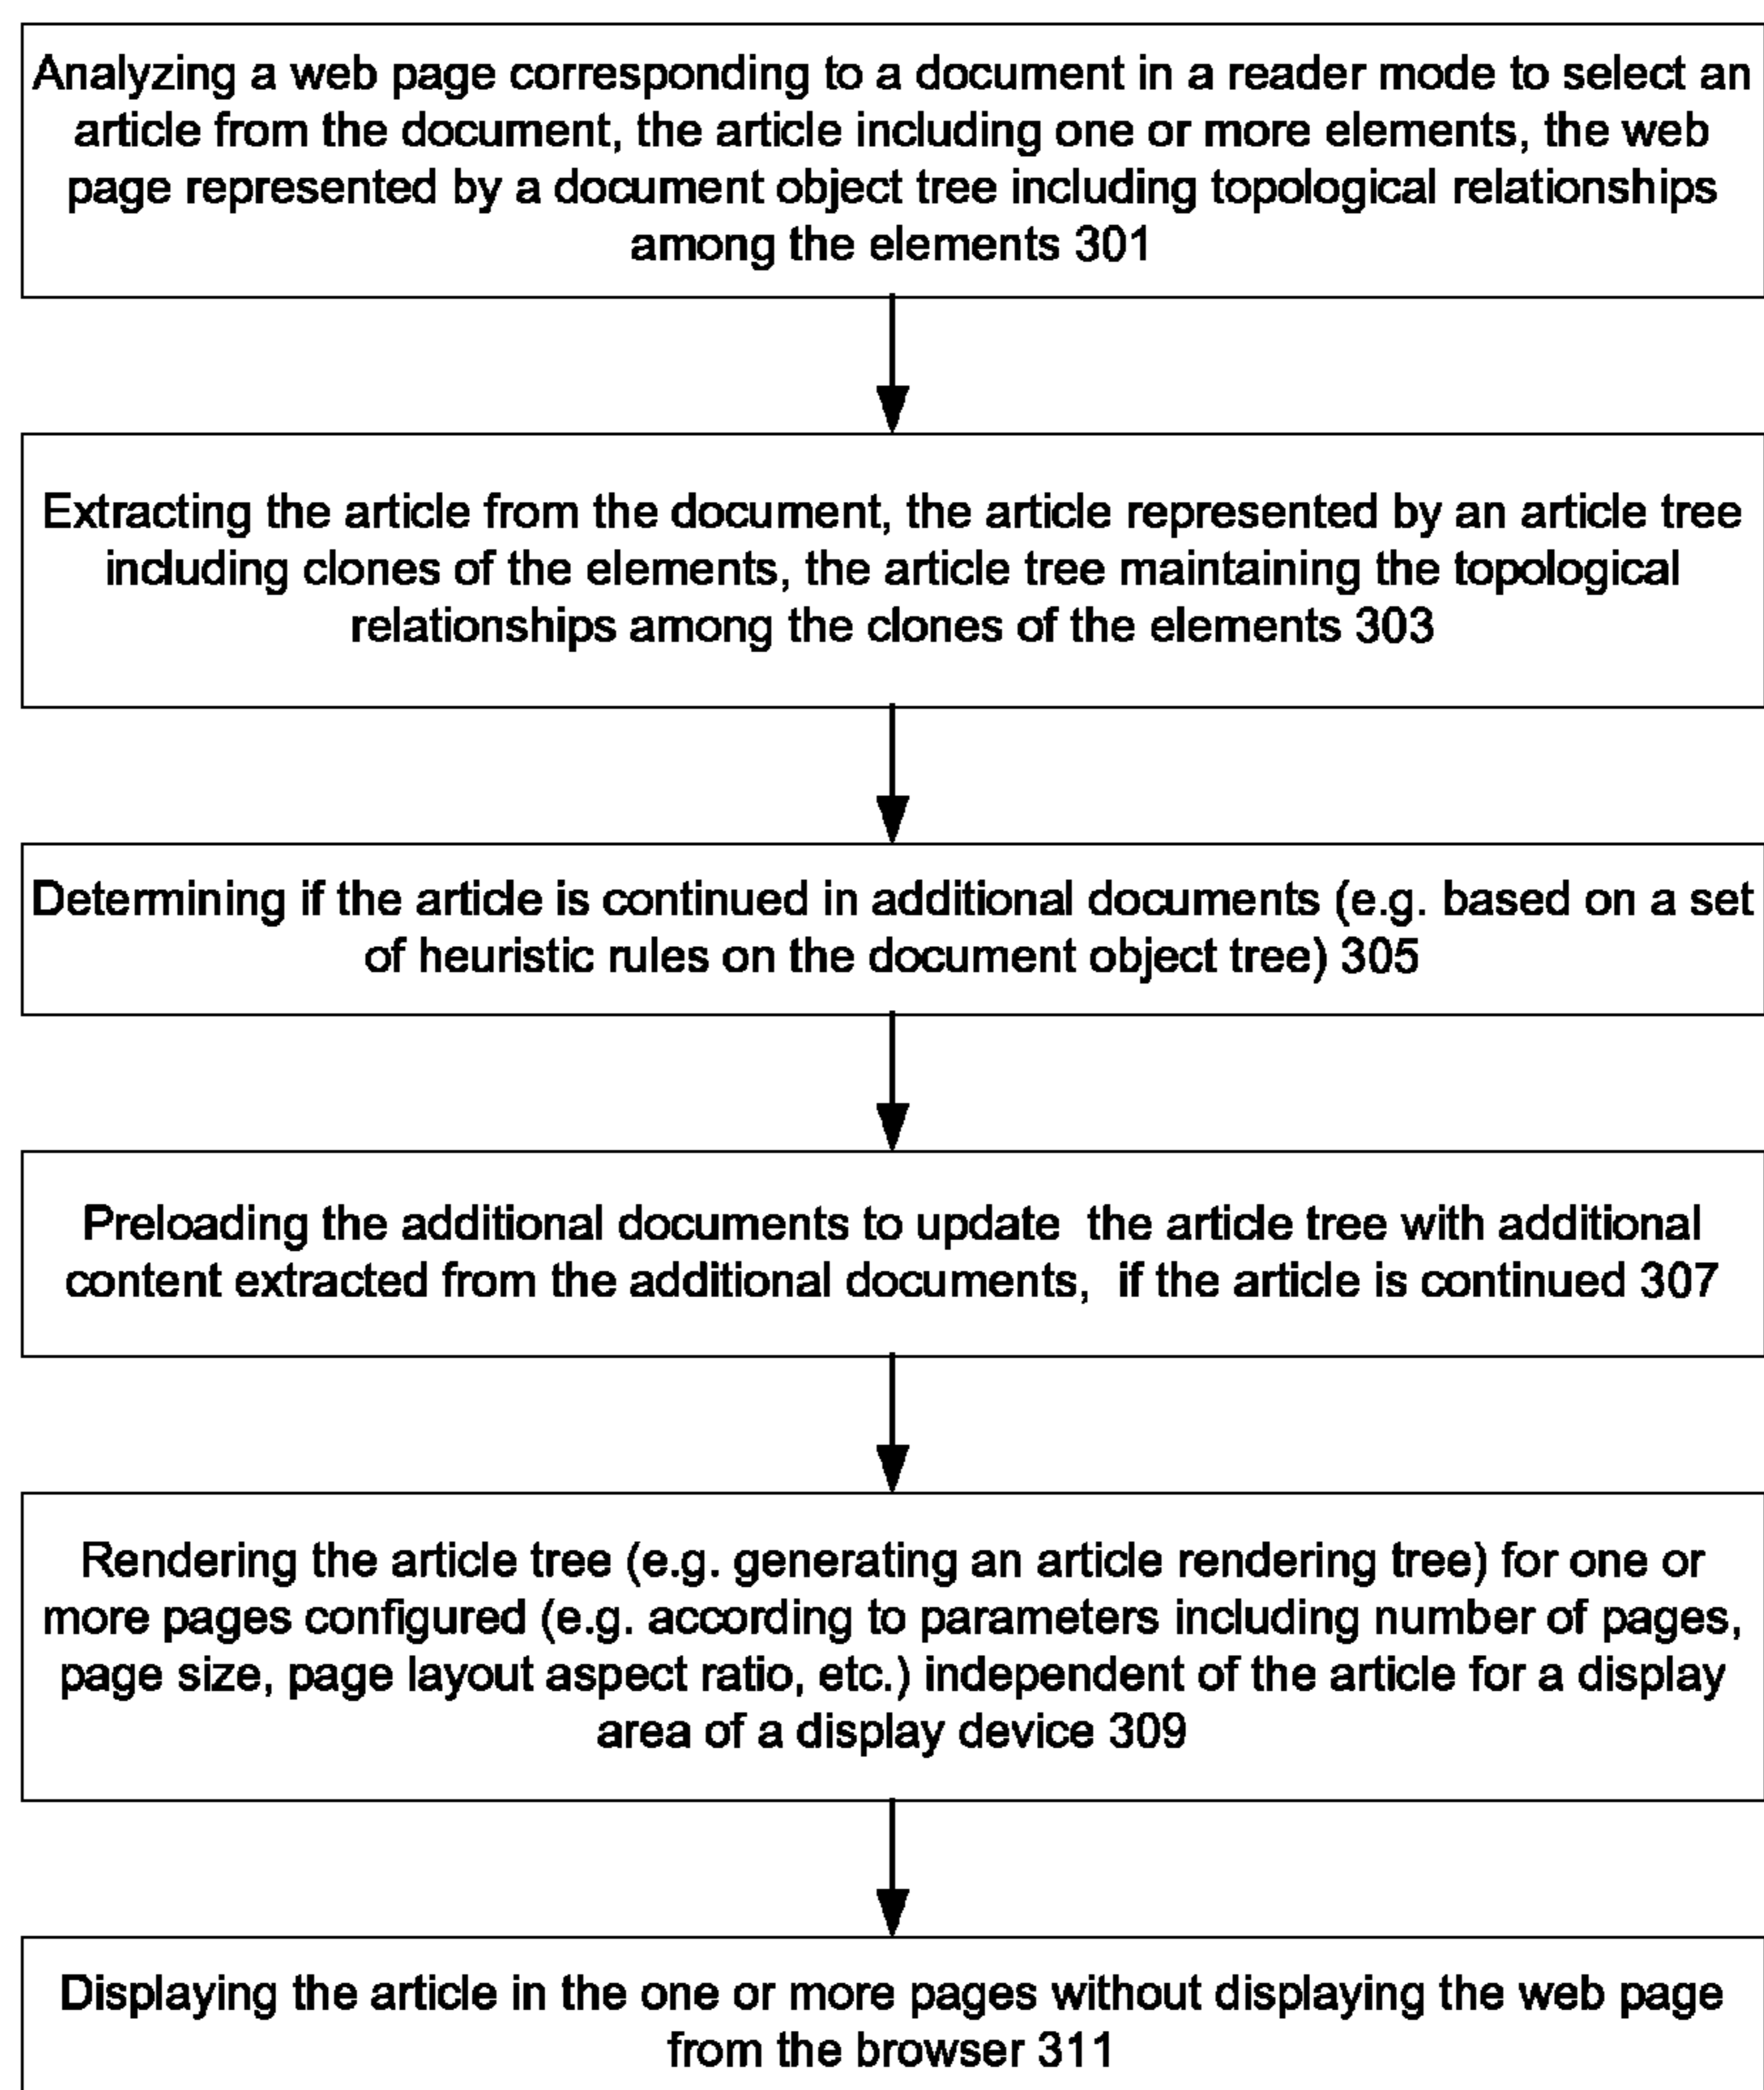 Analyzing a web page corresponding to a document in a reader mode to select an
article from the document, the article including one or more elements, the web
page represented by a document object tree including topological relationships
among the elements 301
Extracting the article from the document, the article represented by an article tree
including clones of the elements, the article tree maintaining the topological
relationships among the clones of the elements 303
Determining if the article is continued in additional documents (e.g. based on a set
of heuristic rules on the document object tree) 305
Preloading the additional documents to update the article tree with additional
content extracted from the additional documents, if the article is continued 307
Rendering the article tree (e.g. generating an article rendering tree) for one or
more pages configured (e.g. according to parameters including number of pages,
page size, page layout aspect ratio, etc.) independent of the article for a display
area of a display device 309
Displaying the article in the one or more pages without displaying the web page
from the browser 311